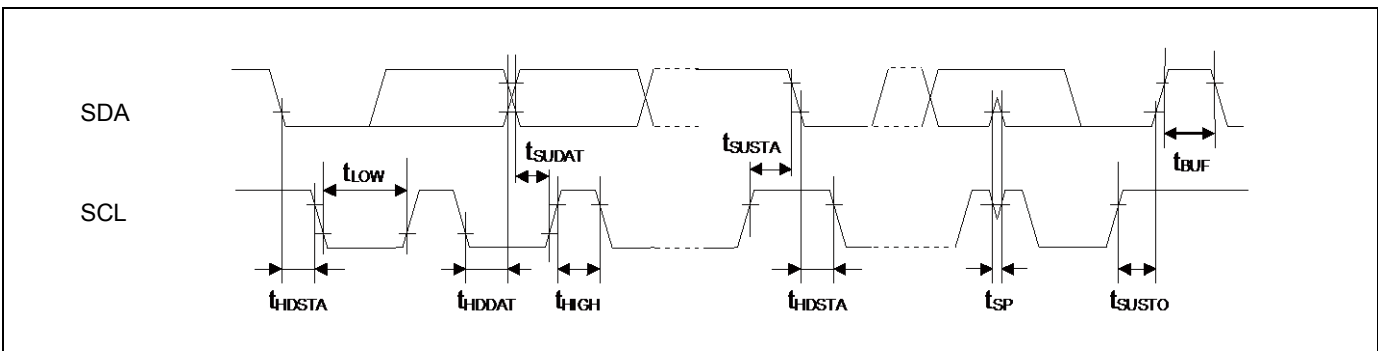 SDA
tSUDAT
tSUSTA
tBUF
tLOW
SCL
tHDSTA
tHDDAT
tHIGH
tHDSTA
tSP
tSUSTO